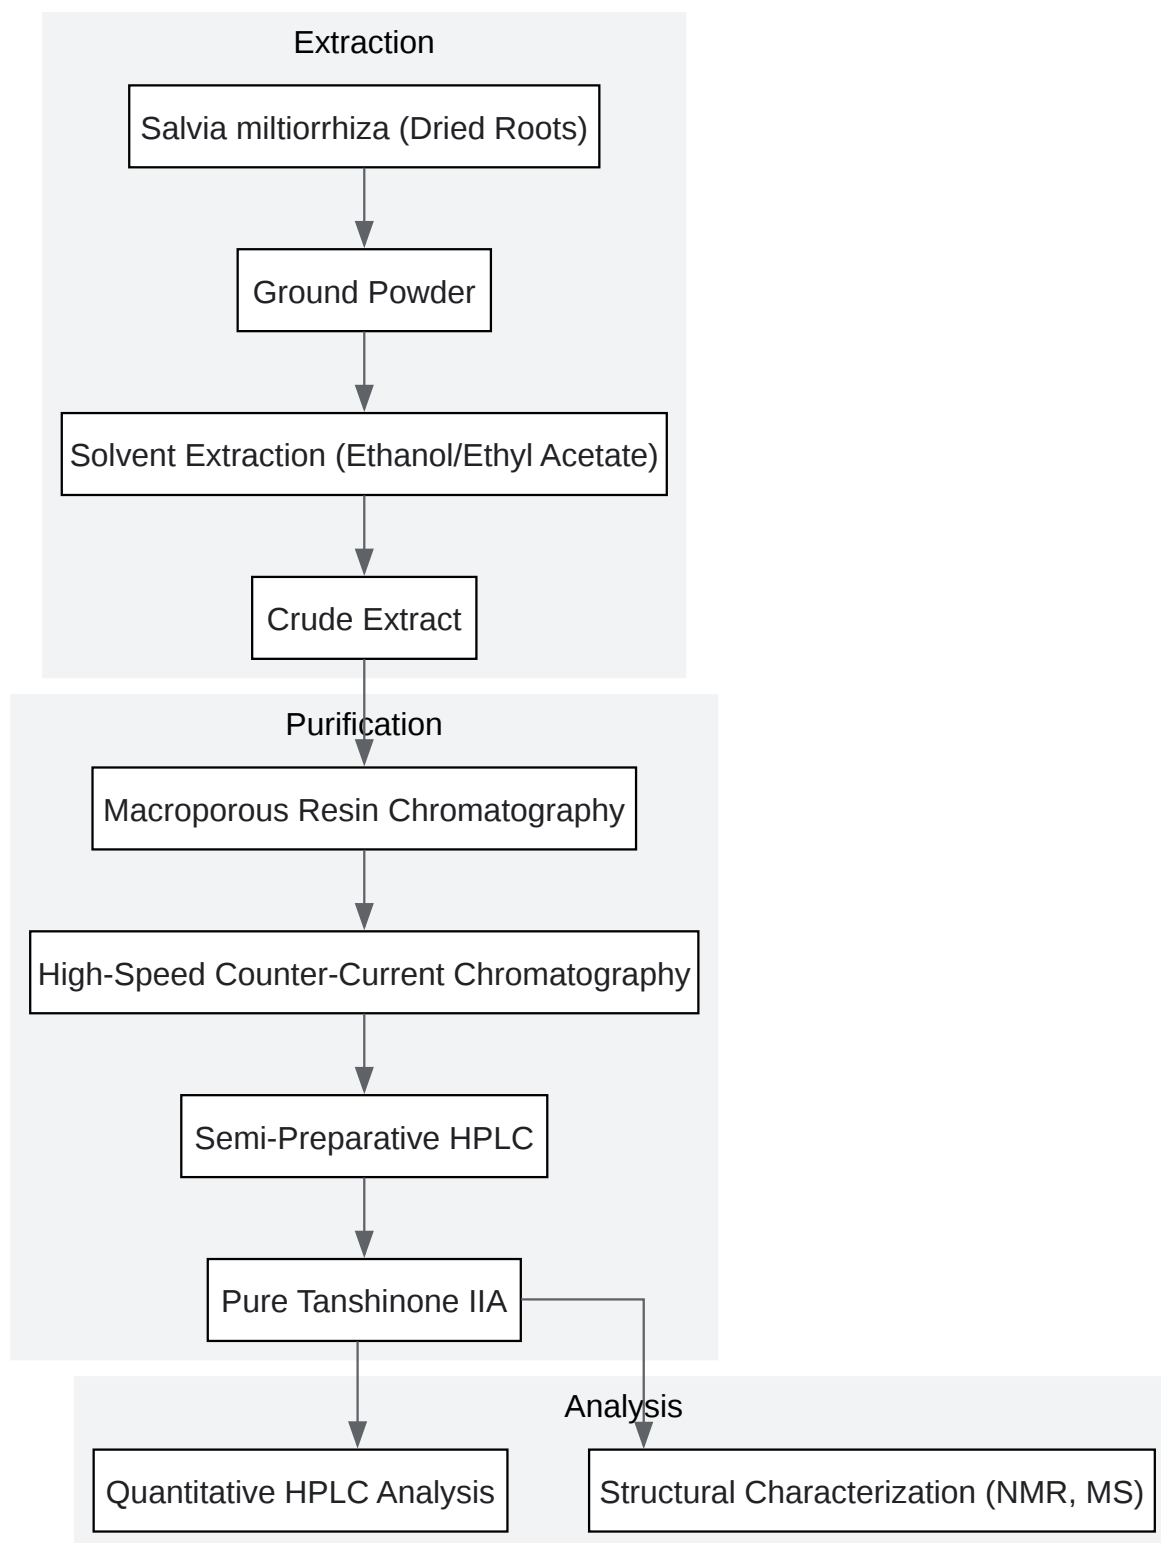 Extraction
Salvia miltiorrhiza (Dried Roots)
Ground Powder
Solvent Extraction (Ethanol/Ethyl Acetate)
Crude Extract
Purification
Macroporous Resin Chromatography
High-Speed Counter-Current Chromatography
Semi-Preparative HPLC
Pure Tanshinone IIA
Analysis
Quantitative HPLC Analysis
Structural Characterization (NMR, MS)